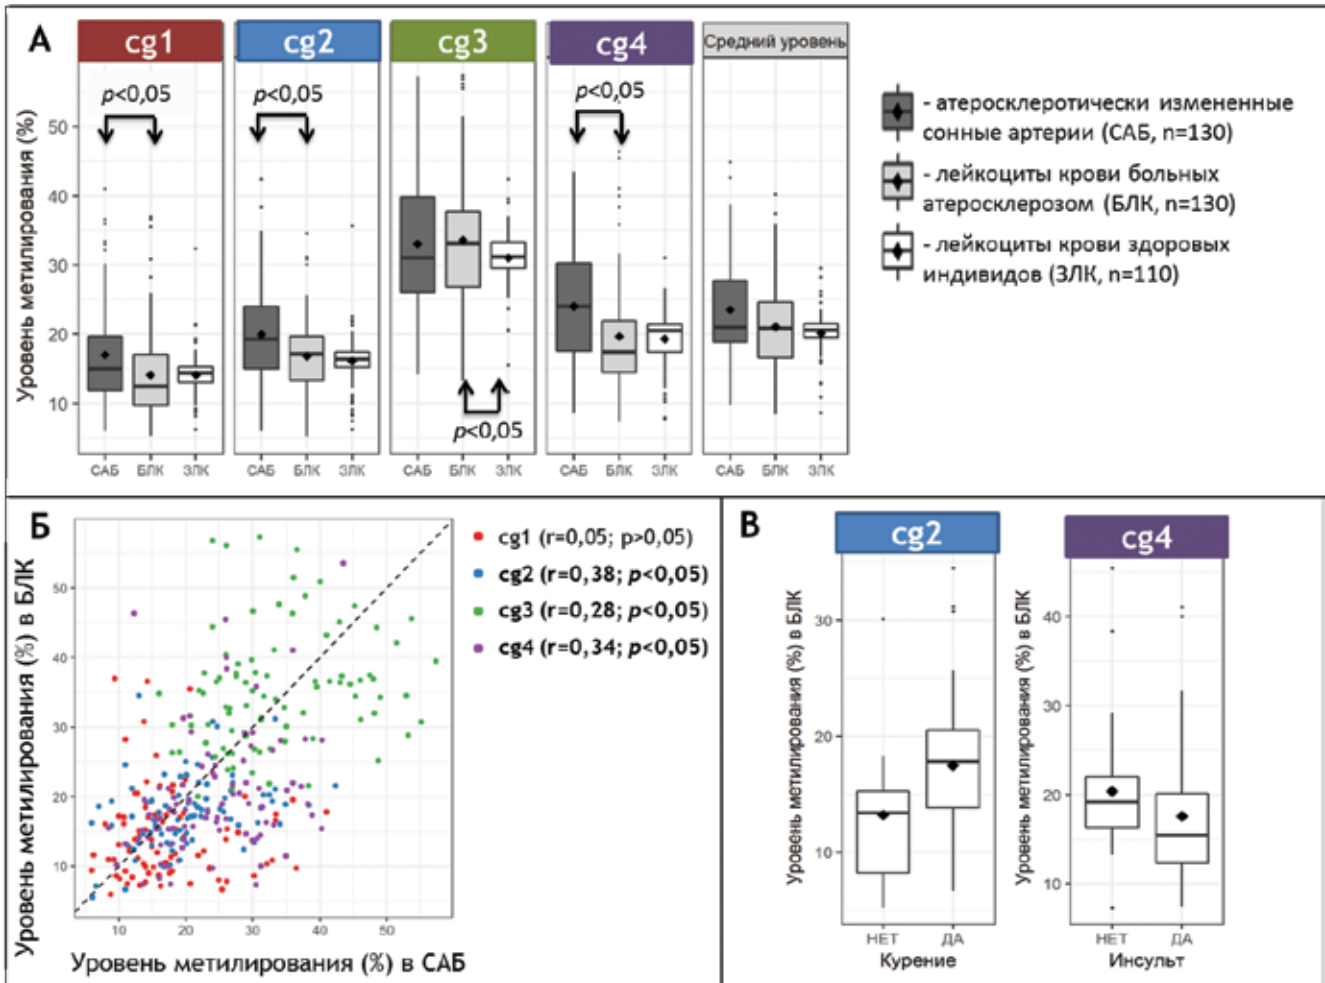 А
cg1
cg2
cg3
cg4
Средний уровень
p<0,05
p<0,05
p<0,05
p<0,05
Уровень метилирования (%)
50
40
30
20
10
САБ БЛК ЗЛК
САБ БЛК ЗЛК
САБ БЛК ЗЛК
САБ БЛК ЗЛК
САБ БЛК ЗЛК
- атеросклеротически измененные
сонные артерии (САБ, n=130)
- лейкоциты крови больных
атеросклерозом (БЛК, n=130)
- лейкоциты крови здоровых
индивидов (ЗЛК, n=110)
Б
Уровень метилирования (%) в БЛК
50
40
30
20
10
10 20 30 40 50
Уровень метилирования (%) в САБ
cg1 (r=0,05; p>0,05)
cg2 (r=0,38; p<0,05)
cg3 (r=0,28; p<0,05)
cg4 (r=0,34; p<0,05)
В
cg2
Уровень метилирования (%) в БЛК
30
20
10
НЕТ ДА
Курение
cg4
Уровень метилирования (%) в БЛК
40
30
20
10
НЕТ ДА
Инсульт